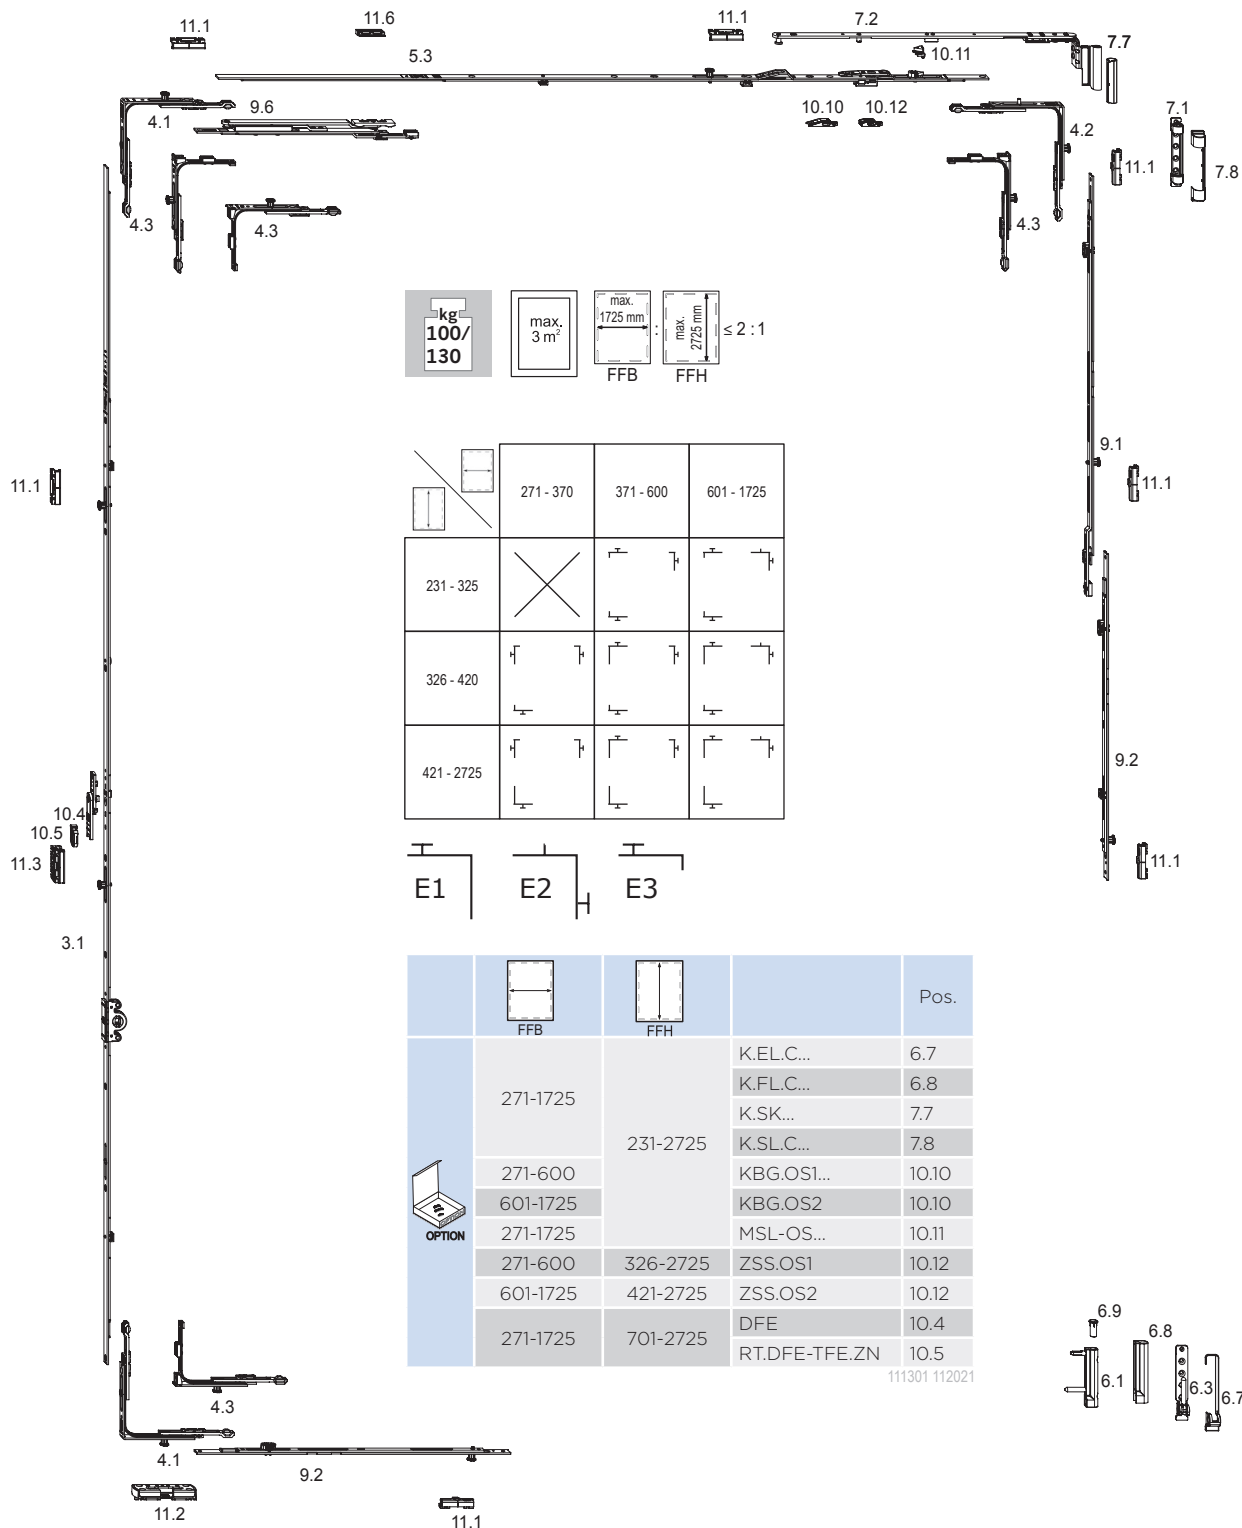 11.1
11.6
11.1
7.2
5.3
10.11
7.7
4.1
9.6
10.10
10.12
7.1
4.2
11.1
7.8
4.3
4.3
4.3
kg
100/
130
max.
3 m²
max.
1725 mm
FFB
:
max.
2725 mm
FFH
≤ 2 : 1
11.1
9.1
11.1
271 - 370
371 - 600
601 - 1725
231 - 325
326 - 420
421 - 2725
9.2
10.4
10.5
11.3
11.1
E1
E2
E3
3.1
FFB
FFH
Pos.
OPTION
271-1725
231-2725
K.EL.C...
6.7
K.FL.C...
6.8
K.SK...
7.7
K.SL.C...
7.8
271-600
KBG.OS1...
10.10
601-1725
KBG.OS2
10.10
271-1725
MSL-OS...
10.11
271-600
326-2725
ZSS.OS1
10.12
601-1725
421-2725
ZSS.OS2
10.12
271-1725
701-2725
DFE
10.4
RT.DFE-TFE.ZN
10.5
111301 112021
6.9
6.8
6.1
6.3
6.7
4.3
4.1
9.2
11.2
11.1